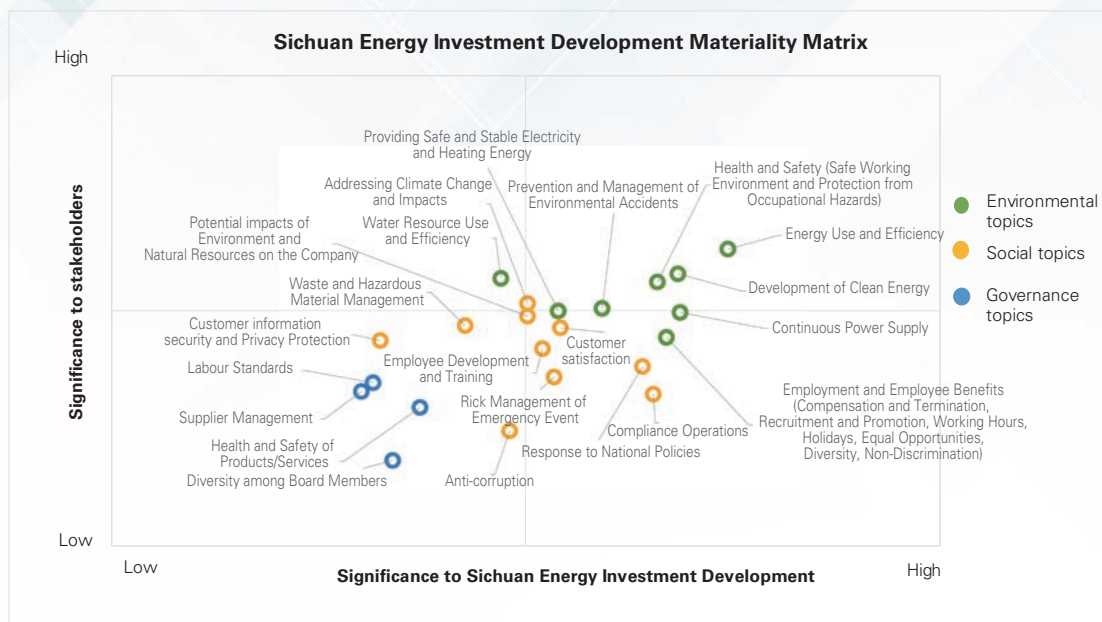 Sichuan Energy Investment Development Materiality Matrix
High
Significance to stakeholders
Providing Safe and Stable Electricity
and Heating Energy
Addressing Climate Change
and Impacts
Prevention and Management of
Environmental Accidents
Health and Safety (Safe Working
Environment and Protection from
Occupational Hazards)
Potential impacts of
Environment and
Natural Resources on the Company
Water Resource Use
and Efficiency
Energy Use and Efficiency
Waste and Hazardous
Material Management
Development of Clean Energy
Customer information
security and Privacy Protection
Continuous Power Supply
Customer
satisfaction
Labour Standards
Employee Development
and Training
Supplier Management
Rick Management of
Emergency Event
Employment and Employee Benefits
(Compensation and Termination,
Recruitment and Promotion, Working Hours,
Holidays, Equal Opportunities,
Diversity, Non-Discrimination)
Compliance Operations
Health and Safety of
Products/Services
Response to National Policies
Diversity among Board Members
Anti-corruption
Environmental
topics
Social topics
Governance
topics
Low
Low
Significance to Sichuan Energy Investment Development
High